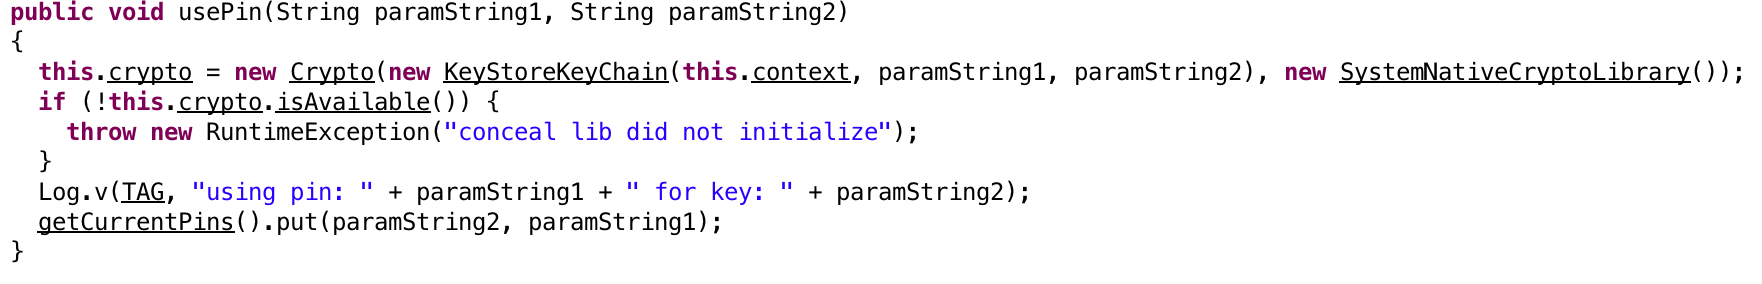 public void usePin(String paramString1, String paramString2)
{
  this.crypto = new Crypto(new KeyStoreKeyChain(this.context, paramString1, paramString2), new SystemNativeCryptoLibrary());
  if (!this.crypto.isAvailable()) {
    throw new RuntimeException("conceal lib did not initialize");
  }
  Log.v(TAG, "using pin: " + paramString1 + " for key: " + paramString2);
  getCurrentPins().put(paramString2, paramString1);
}